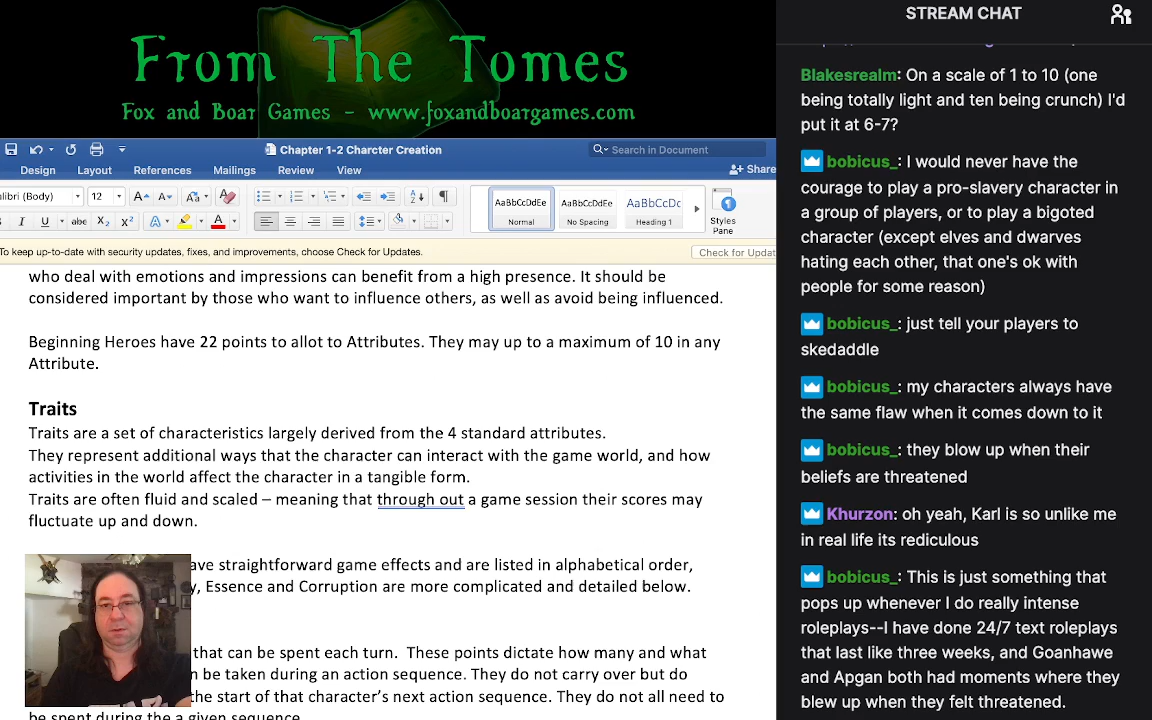 From The Tomes
Fox and Boar Games - www.foxandboargames.com
Chapter 1-2 Charcter Creation
Search in Document
Design Layout References Mailings Review View
Share
alibri (Body) 12
AaBbCcDdEe
AaBbCcDdEe
AaBbCcDc
Normal
No Spacing
Heading 1
Styles
Pane
To keep up-to-date with security updates, fixes, and improvements, choose Check for Updates.
Check for Update
who deal with emotions and impressions can benefit from a high presence. It should be
considered important by those who want to influence others, as well as avoid being influenced.
Beginning Heroes have 22 points to allot to Attributes. They may up to a maximum of 10 in any
Attribute.
Traits
Traits are a set of characteristics largely derived from the 4 standard attributes.
They represent additional ways that the character can interact with the game world, and how
activities in the world affect the character in a tangible form.
Traits are often fluid and scaled – meaning that through out a game session their scores may
fluctuate up and down.
ave straightforward game effects and are listed in alphabetical order,
y, Essence and Corruption are more complicated and detailed below.
that can be spent each turn. These points dictate how many and what
n be taken during an action sequence. They do not carry over but do
the start of that character's next action sequence. They do not all need to
be spent during the a given sequence.
STREAM CHAT
Blakesrealm: On a scale of 1 to 10 (one
being totally light and ten being crunch) I'd
put it at 6-7?
bobicus_: I would never have the
courage to play a pro-slavery character in
a group of players, or to play a bigoted
character (except elves and dwarves
hating each other, that one's ok with
people for some reason)
bobicus_: just tell your players to
skedaddle
bobicus_: my characters always have
the same flaw when it comes down to it
bobicus_: they blow up when their
beliefs are threatened
Khurzon: oh yeah, Karl is so unlike me
in real life its rediculous
bobicus_: This is just something that
pops up whenever I do really intense
roleplays--I have done 24/7 text roleplays
that last like three weeks, and Goanhawe
and Apgan both had moments where they
blew up when they felt threatened.